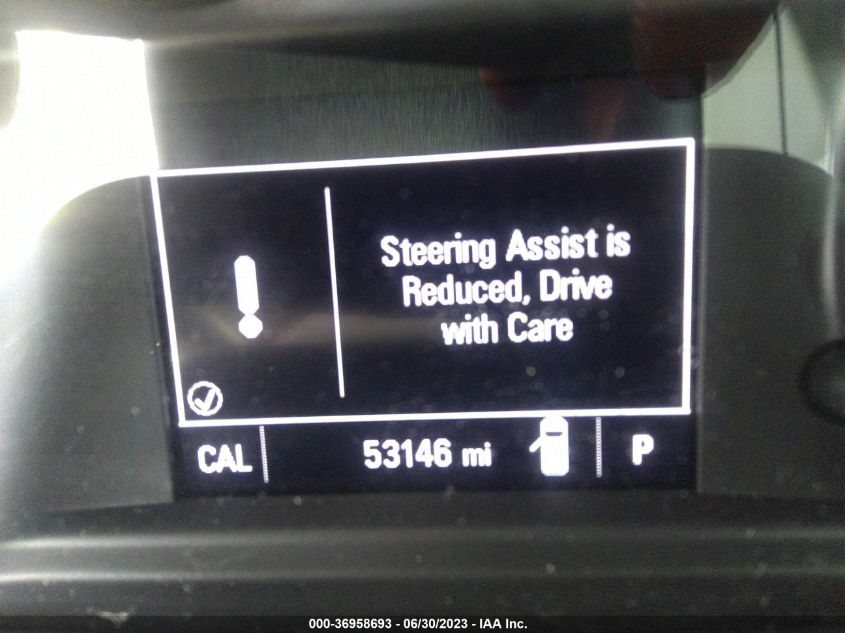 Steering Assist is
Reduced, Drive
with Care
CAL 53146 mi P
000-36958693 - 06/30/2023 - IAA Inc.